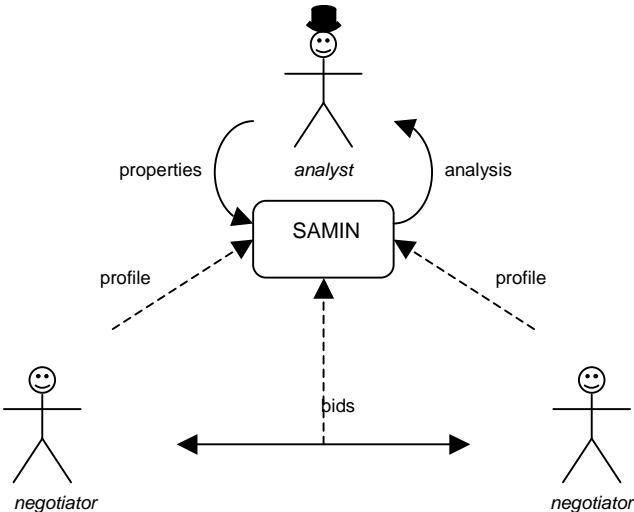 properties
analyst
analysis
SAMIN
profile
profile
bids
negotiator
negotiator